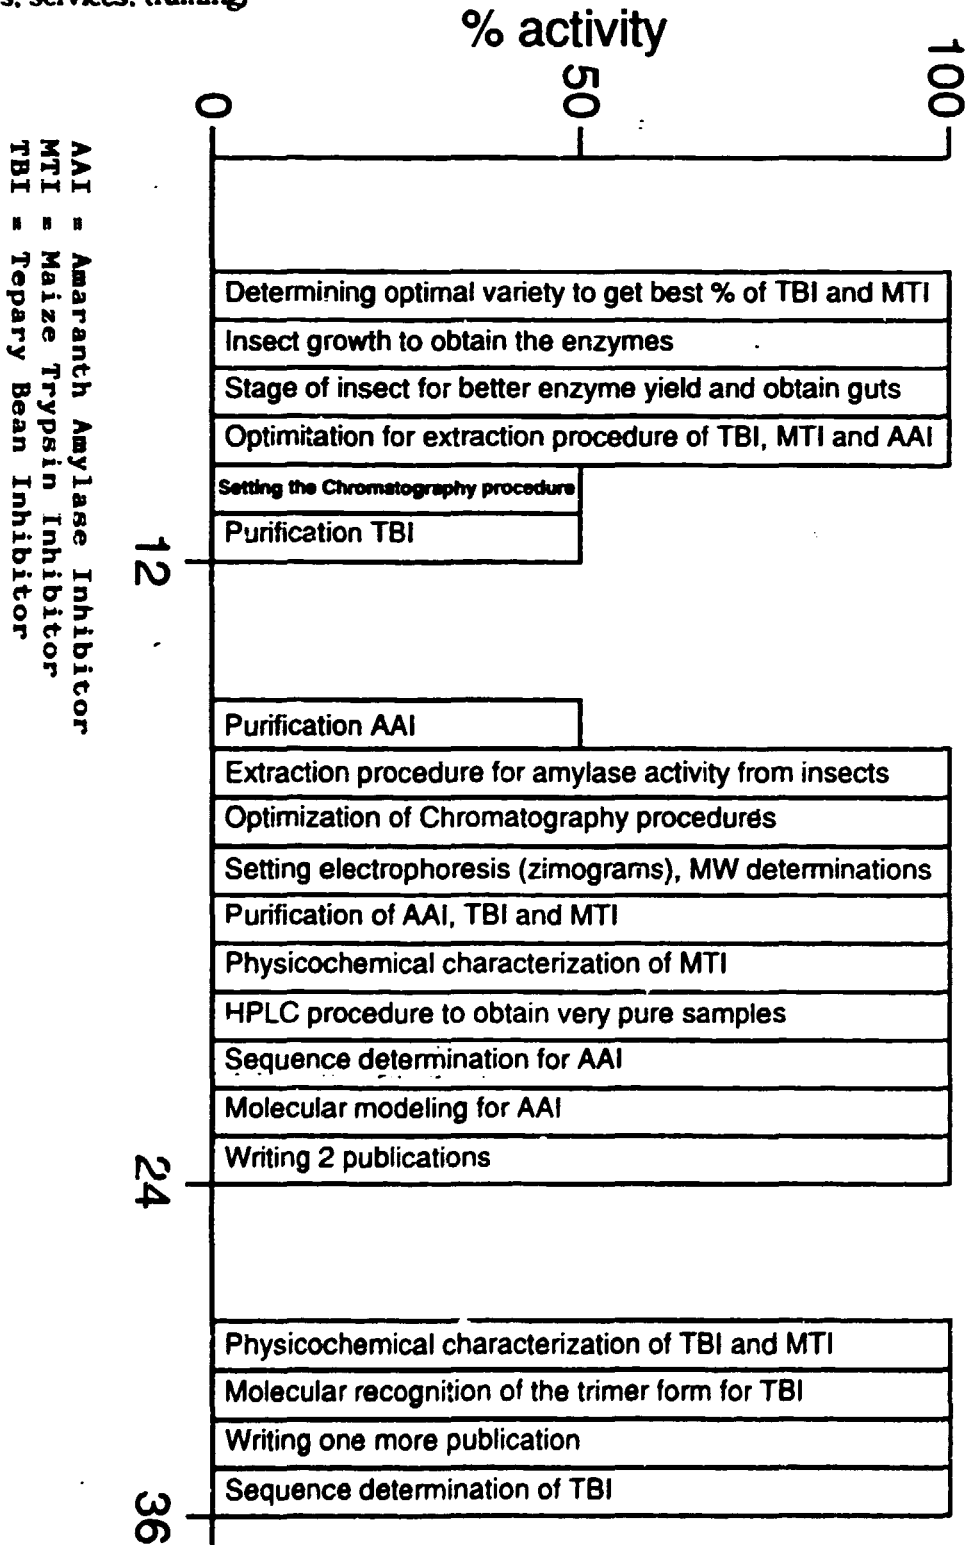 s, services, training)
% activity
0
50
100
Determining optimal variety to get best % of TBI and MTI
Insect growth to obtain the enzymes
Stage of insect for better enzyme yield and obtain guts
Optimitation for extraction procedure of TBI, MTI and AAI
Setting the Chromatography procedure
Purification TBI
12
Purification AAI
Extraction procedure for amylase activity from insects
Optimization of Chromatography procedures
Setting electrophoresis (zimograms), MW determinations
Purification of AAI, TBI and MTI
Physicochemical characterization of MTI
HPLC procedure to obtain very pure samples
Sequence determination for AAI
Molecular modeling for AAI
Writing 2 publications
24
Physicochemical characterization of TBI and MTI
Molecular recognition of the trimer form for TBI
Writing one more publication
Sequence determination of TBI
36
AAI = Amaranth Amylase Inhibitor
MTI = Maize Trypsin Inhibitor
TBI = Tepary Bean Inhibitor